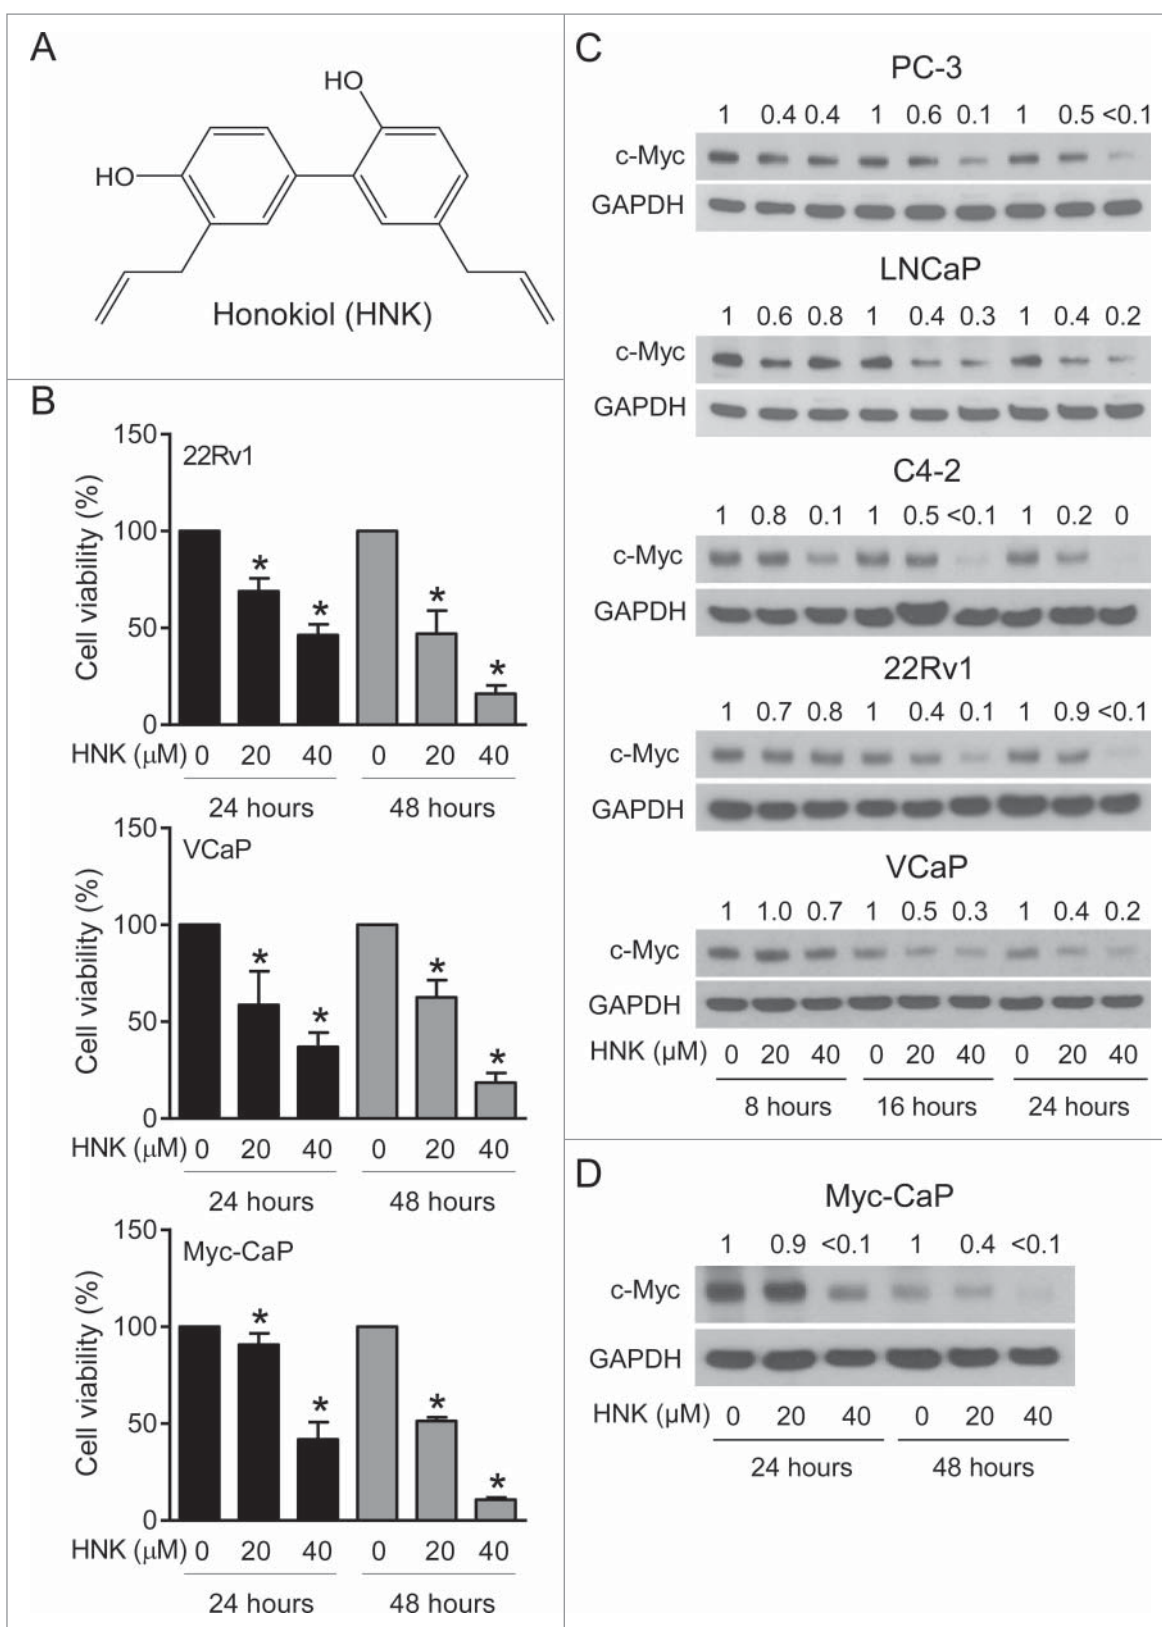 A
HO
HO
Honokiol (HNK)
B
150
22Rv1
100
50
0
Cell viability (%)
* * * *
HNK (μM) 0 20 40 0 20 40
24 hours 48 hours
150
VCaP
100
50
0
Cell viability (%)
* * * *
HNK (μM) 0 20 40 0 20 40
24 hours 48 hours
150
Myc-CaP
100
50
0
Cell viability (%)
* * * *
HNK (μM) 0 20 40 0 20 40
24 hours 48 hours
C
PC-3
1 0.4 0.4 1 0.6 0.1 1 0.5 <0.1
c-Myc
GAPDH
LNCaP
1 0.6 0.8 1 0.4 0.3 1 0.4 0.2
c-Myc
GAPDH
C4-2
1 0.8 0.1 1 0.5 <0.1 1 0.2 0
c-Myc
GAPDH
22Rv1
1 0.7 0.8 1 0.4 0.1 1 0.9 <0.1
c-Myc
GAPDH
VCaP
1 1.0 0.7 1 0.5 0.3 1 0.4 0.2
c-Myc
GAPDH
HNK (µM) 0 20 40 0 20 40 0 20 40
8 hours 16 hours 24 hours
D
Myc-CaP
1 0.9 <0.1 1 0.4 <0.1
c-Myc
GAPDH
HNK (µM) 0 20 40 0 20 40
24 hours 48 hours